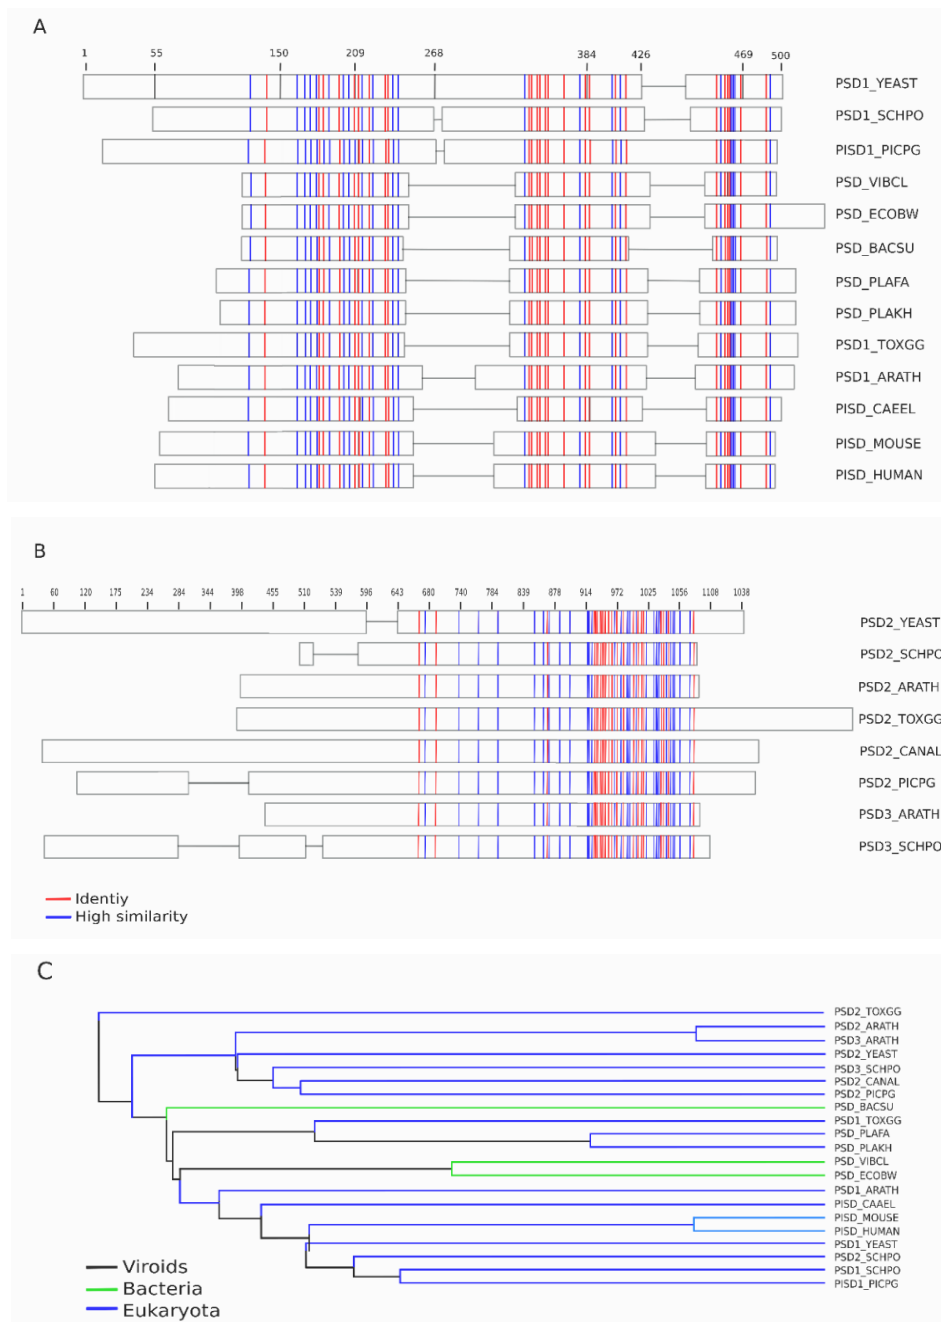 A
1 55 150 209 268 384 426 469 500
PSD1_YEAST
PSD1_SCHPO
PISD1_PICPG
PSD_VIBCL
PSD_ECOBW
PSD_BACSU
PSD_PLAFA
PSD_PLAKH
PSD1_TOXGG
PSD1_ARATH
PISD_CAEEL
PISD_MOUSE
PISD_HUMAN
B
1 60 120 175 234 284 344 398 455 510 539 596 643 680 740 784 839 878 914 972 1025 1056 1108 1038
PSD2_YEAST
PSD2_SCHPO
PSD2_ARATH
PSD2_TOXGG
PSD2_CANAL
PSD2_PICPG
PSD3_ARATH
PSD3_SCHPO
Identiy
High similarity
C
PSD2_TOXGG
PSD2_ARATH
PSD3_ARATH
PSD2_YEAST
PSD3_SCHPO
PSD2_CANAL
PSD2_PICPG
PSD_BACSU
PSD1_TOXGG
PSD_PLAFA
PSD_PLAKH
PSD_VIBCL
PSD_ECOBW
PSD1_ARATH
PISD_CAAEL
PISD_MOUSE
PISD_HUMAN
PSD1_YEAST
PSD2_SCHPO
PSD1_SCHPO
PISD1_PICPG
Viroids
Bacteria
Eukaryota